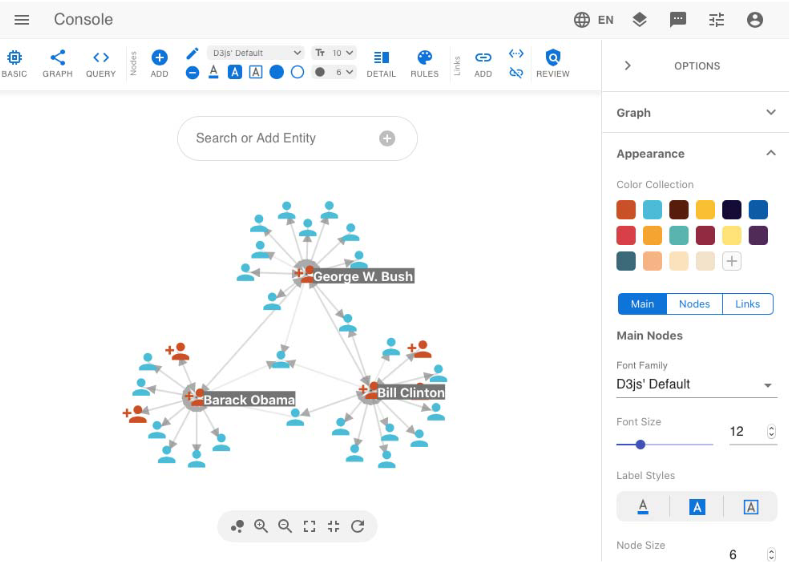 Console
EN
D3js' Default
Tr 10
6
BASIC
GRAPH
QUERY
Nodes
ADD
DETAIL
RULES
Links
ADD
REVIEW
OPTIONS
Search or Add Entity
George W. Bush
Barack Obama
Bill Clinton
Graph
Appearance
Color Collection
Main
Nodes
Links
Main Nodes
Font Family
D3js' Default
Font Size
12
Label Styles
A
A
A
Node Size
6